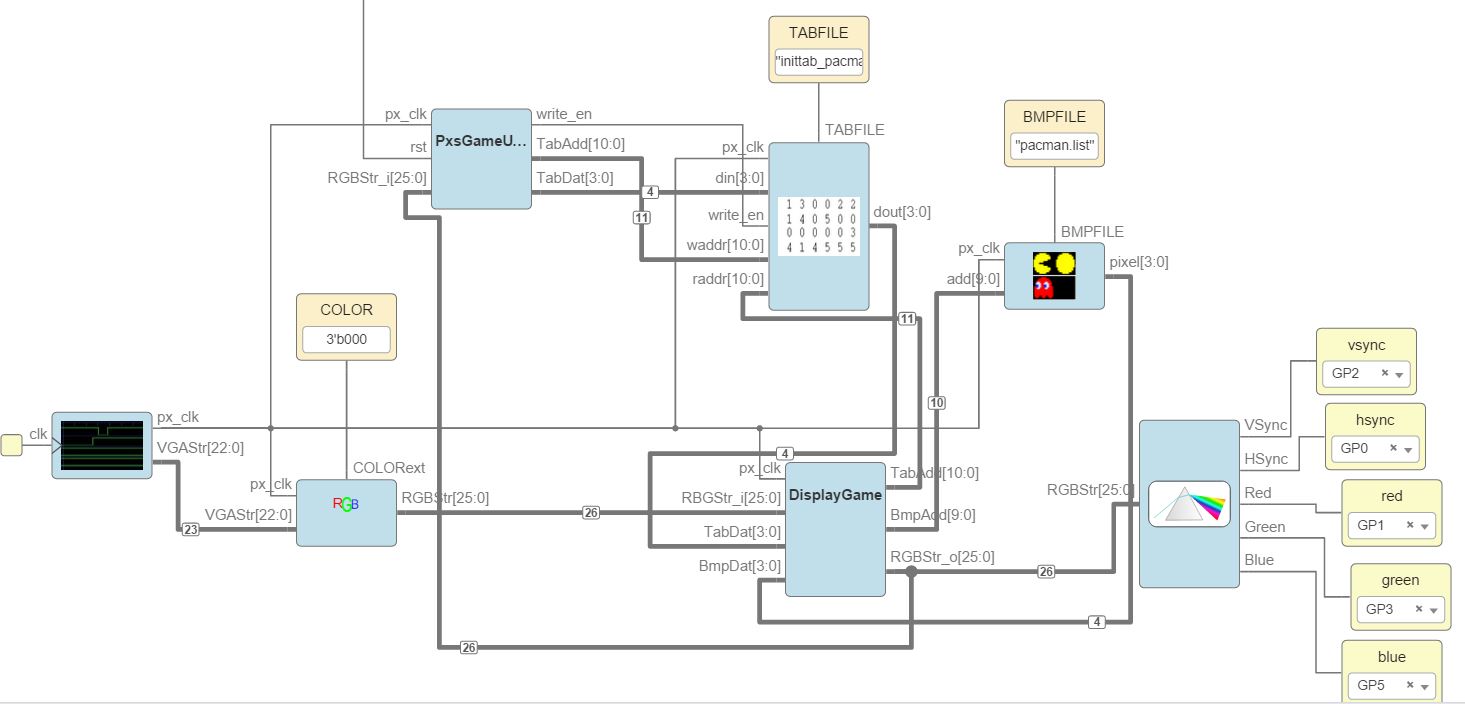 TABFILE
"inittab_pacma
BMPFILE
"pacman.list"
px_clk
rst
RGBStr_i[25:0]
PxsGameU...
write_en
TabAdd[10:0]
TabDat[3:0]
4
11
TABFILE
px_clk
din[3:0]
write_en
waddr[10:0]
raddr[10:0]
1 3 0 0 2 2
1 4 0 5 0 0
0 0 0 0 0 3
4 1 4 5 5 5
dout[3:0]
11
BMPFILE
px_clk
add[9:0]
pixel[3:0]
10
COLOR
3'b000
clk
px_clk
VGAStr[22:0]
23
COLORext
px_clk
VGAStr[22:0]
RGB
RGBStr[25:0]
26
4
px_clk
RBGStr_i[25:0]
TabDat[3:0]
BmpDat[3:0]
DisplayGame
TabAdd[10:0]
BmpAdd[9:0]
RGBStr_o[25:0]
26
4
26
RGBStr[25:0]
VSync
HSync
Red
Green
Blue
vsync
GP2
hsync
GP0
red
GP1
green
GP3
blue
GP5